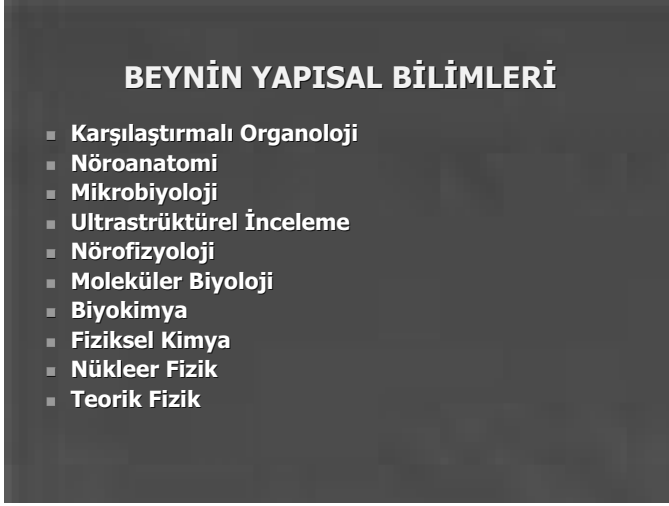 BEYNİN YAPISAL BİLİMLERİ
Karşılaştırmalı Organoloji
Nöroanatomi
Mikrobiyoloji
Ultrastrüktürel İnceleme
Nörofizyoloji
Moleküler Biyoloji
Biyokimya
Fiziksel Kimya
Nükleer Fizik
Teorik Fizik